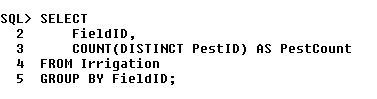 SQL> SELECT
  2      FieldID,
  3      COUNT(DISTINCT PestID) AS PestCount
  4  FROM Irrigation
  5  GROUP BY FieldID;